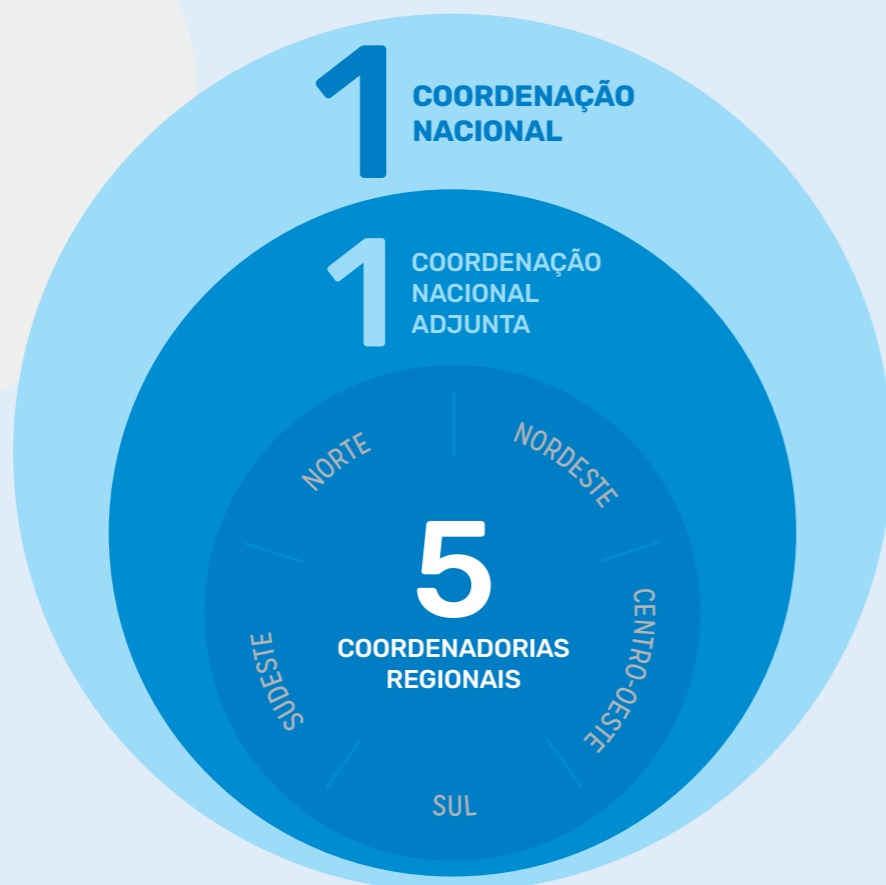 1
COORDENAÇÃO
NACIONAL
1
COORDENAÇÃO
NACIONAL
ADJUNTA
NORTE
NORDESTE
5
COORDENADORIAS
REGIONAIS
SUDESTE
CENTRO-OESTE
SUL